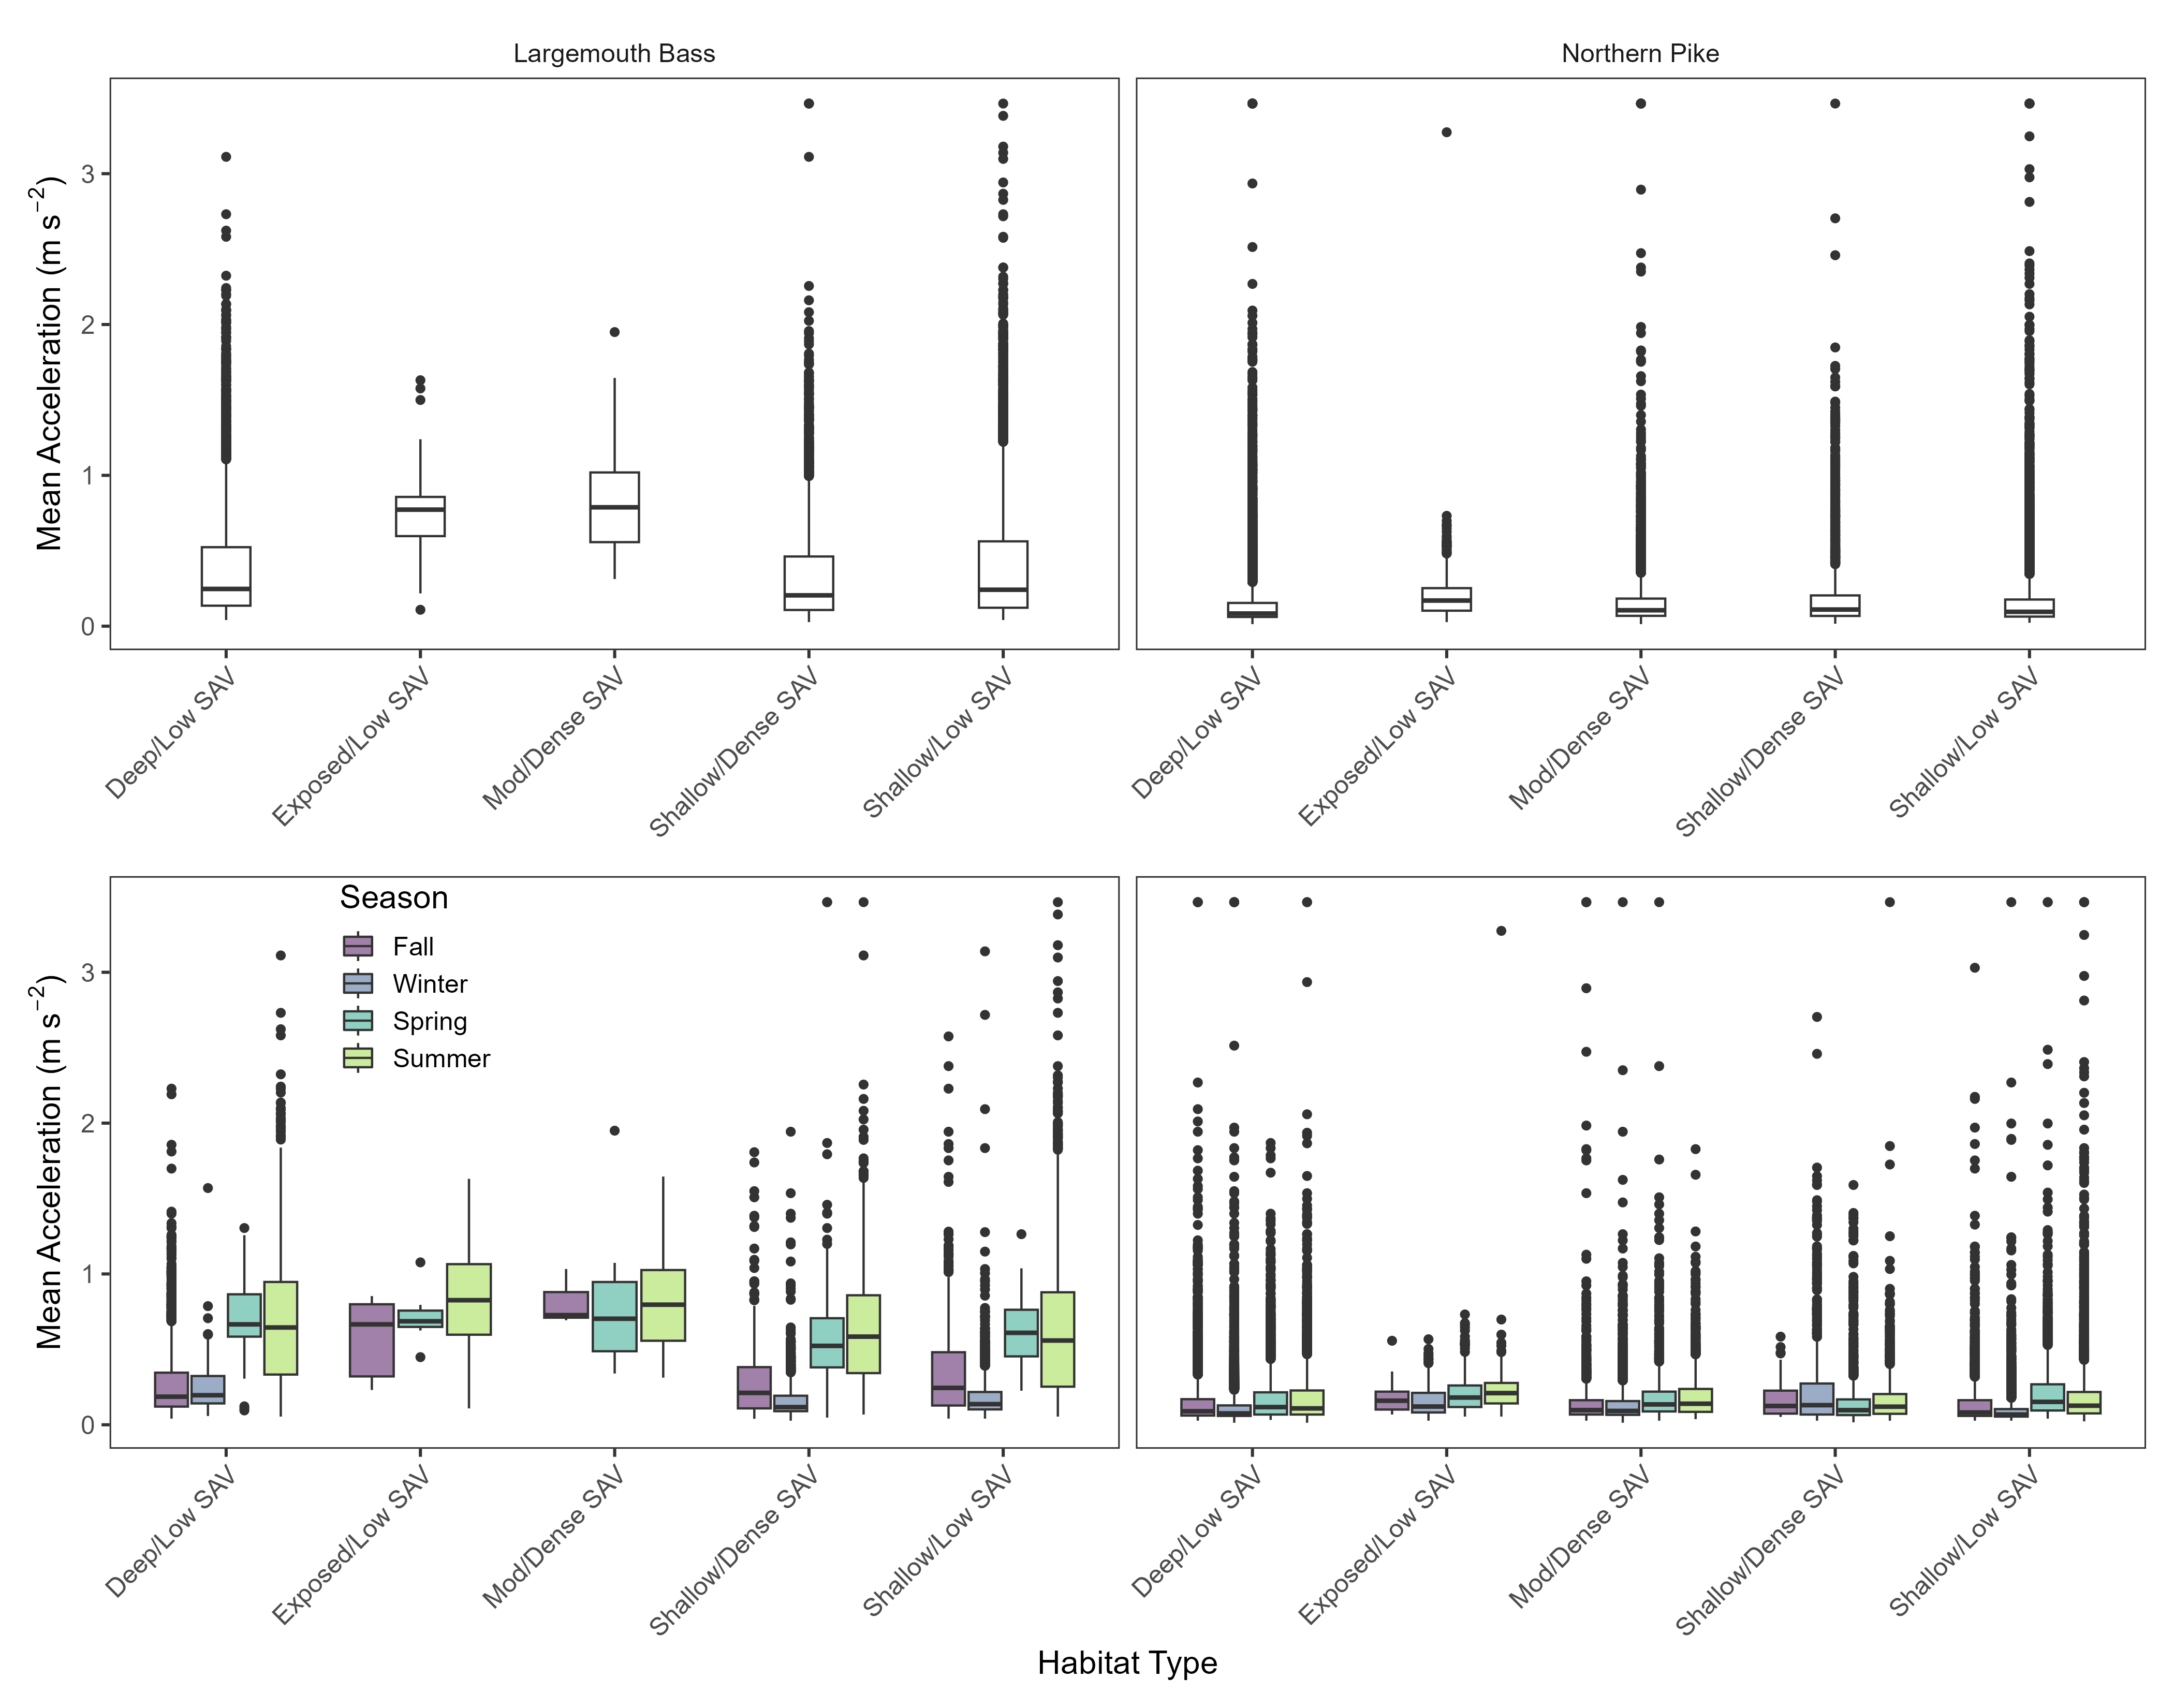 Largemouth Bass
Northern Pike
Mean Acceleration (m s⁻²)
3
2
1
0
Deep/Low SAV
Exposed/Low SAV
Mod/Dense SAV
Shallow/Dense SAV
Shallow/Low SAV
Deep/Low SAV
Exposed/Low SAV
Mod/Dense SAV
Shallow/Dense SAV
Shallow/Low SAV
Mean Acceleration (m s⁻²)
3
2
1
0
Season
Fall
Winter
Spring
Summer
Deep/Low SAV
Exposed/Low SAV
Mod/Dense SAV
Shallow/Dense SAV
Shallow/Low SAV
Deep/Low SAV
Exposed/Low SAV
Mod/Dense SAV
Shallow/Dense SAV
Shallow/Low SAV
Habitat Type